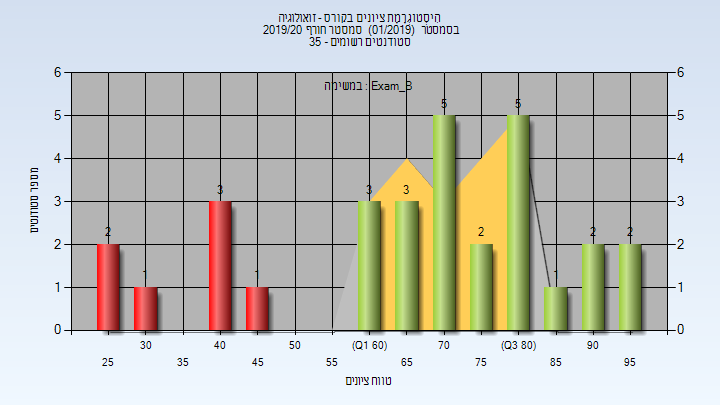 היסטוגרמת ציונים בקורס - זואולוגיה
בסמסטר (01/2019) סמסטר חורף 2019/20
סטודנטים רשומים - 35
במשימה : Exam_B
6 6
5 5
4 4
3 3
2 2
1 1
0 0
2 1 3 1 3 3 5 2 5 1 2 2
מספר סטודנטים
30 40 50 (Q1 60) 70 (Q3 80) 90
25 35 45 55 65 75 85 95
טווח ציונים